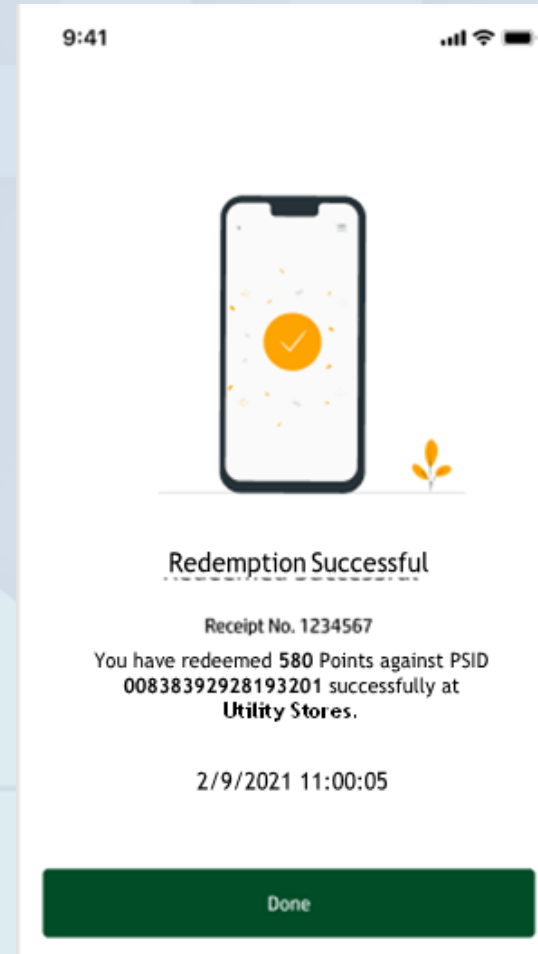 9:41
Redemption Successful
Receipt No. 1234567
You have redeemed 580 Points against PSID
00838392928193201 successfully at
Utility Stores.
2/9/2021 11:00:05
Done